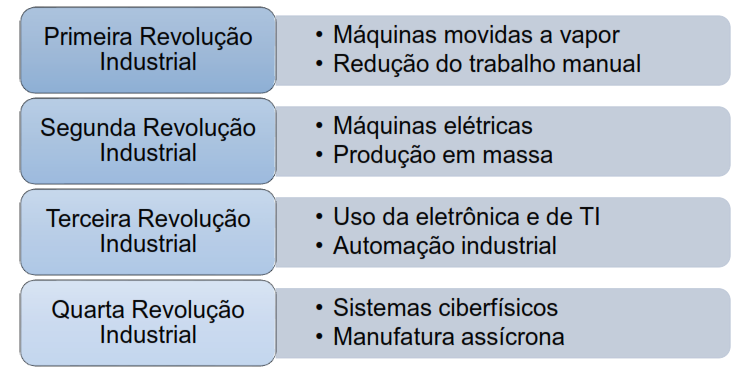 Primeira Revolução
Industrial
• Máquinas movidas a vapor
• Redução do trabalho manual
Segunda Revolução
Industrial
• Máquinas elétricas
• Produção em massa
Terceira Revolução
Industrial
• Uso da eletrônica e de TI
• Automação industrial
Quarta Revolução
Industrial
• Sistemas ciberfísicos
• Manufatura assícrona